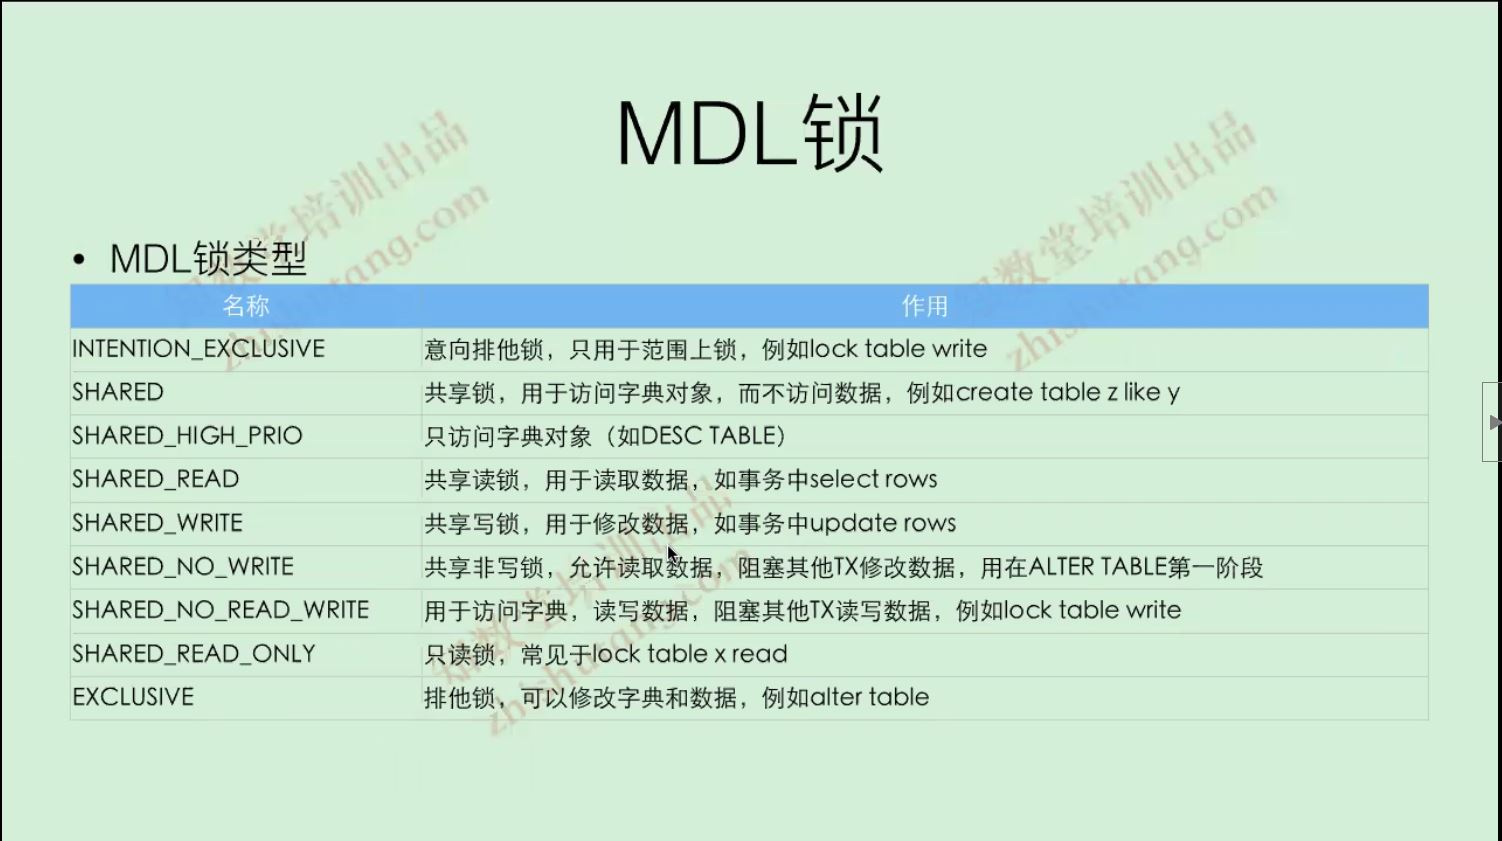 MDL锁
• MDL锁类型
名称 作用
INTENTION_EXCLUSIVE 意向排他锁，只用于范围上锁，例如lock table write
SHARED 共享锁，用于访问字典对象，而不访问数据，例如create table z like y
SHARED_HIGH_PRIO 只访问字典对象（如DESC TABLE）
SHARED_READ 共享读锁，用于读取数据，如事务中select rows
SHARED_WRITE 共享写锁，用于修改数据，如事务中update rows
SHARED_NO_WRITE 共享非写锁，允许读取数据，阻塞其他TX修改数据，用在ALTER TABLE第一阶段
SHARED_NO_READ_WRITE 用于访问字典，读写数据，阻塞其他TX读写数据，例如lock table write
SHARED_READ_ONLY 只读锁，常见于lock table x read
EXCLUSIVE 排他锁，可以修改字典和数据，例如alter table
知数堂培训出品
zhishutang.com
知数堂培训出品
zhishutang.com
知数堂培训出品
zhishutang.com